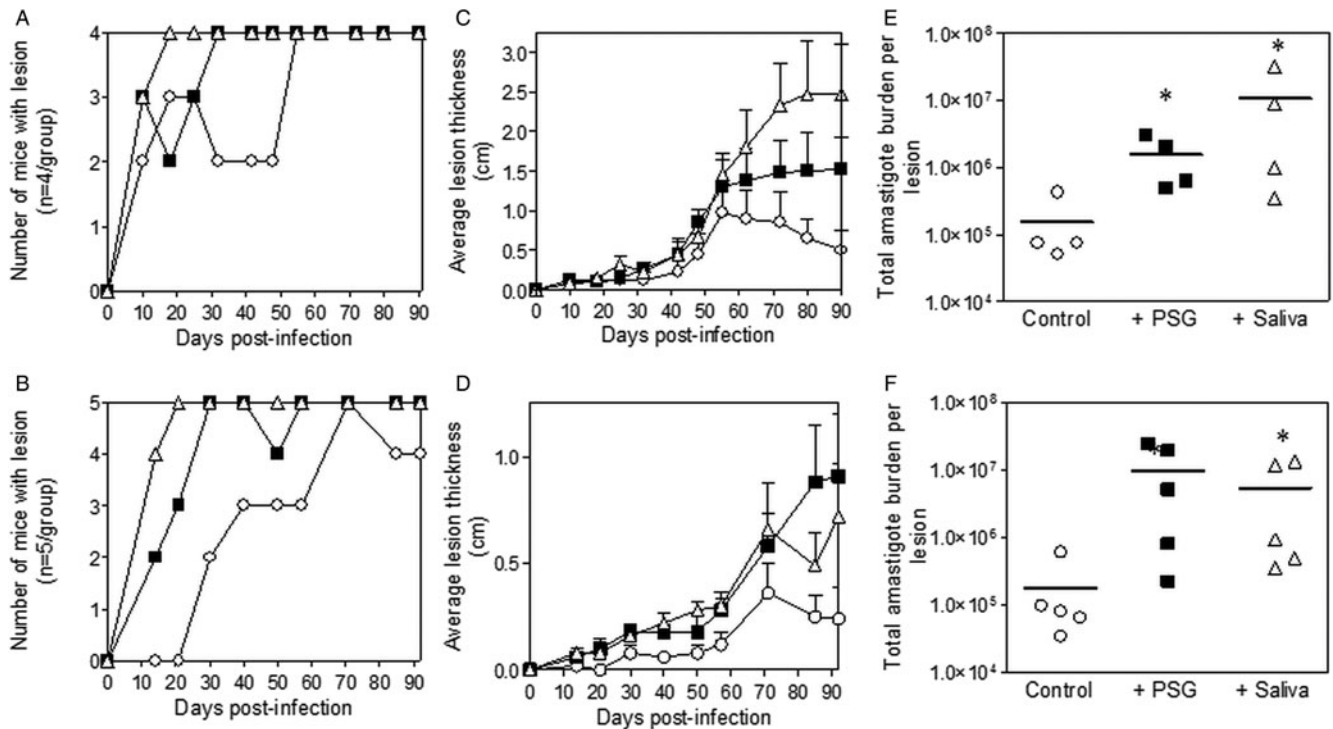 A
Number of mice with lesion
(n=4/group)
4
3
2
1
0
0 10 20 30 40 50 60 70 80 90
Days post-infection
C
Average lesion thickness
(cm)
3.0
2.5
2.0
1.5
1.0
0.5
0.0
0 10 20 30 40 50 60 70 80 90
Days post-infection
E
Total amastigote burden per
lesion
1.0×10⁸
1.0×10⁷
1.0×10⁶
1.0×10⁵
1.0×10⁴
* *
Control + PSG + Saliva
B
Number of mice with lesion
(n=5/group)
5
4
3
2
1
0
0 10 20 30 40 50 60 70 80 90
Days post-infection
D
Average lesion thickness
(cm)
1.0
0.5
0.0
0 10 20 30 40 50 60 70 80 90
Days post-infection
F
Total amastigote burden per
lesion
1.0×10⁸
1.0×10⁷
1.0×10⁶
1.0×10⁵
1.0×10⁴
* *
Control + PSG + Saliva